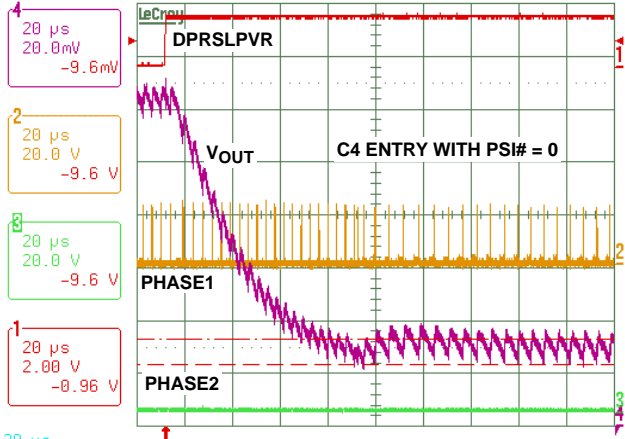 4
20 µs
20.0mV
-9.6mV
2
20 µs
20.0 V
-9.6 V
3
20 µs
20.0 V
-9.6 V
1
20 µs
2.00 V
-0.96 V
LeCroy
DPRSLPVR
VOUT
C4 ENTRY WITH PSI# = 0
PHASE1
PHASE2
1
2
3